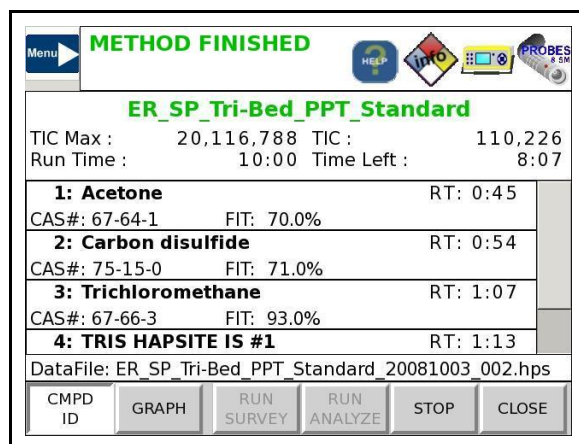 Menu
METHOD FINISHED
HELP
info
PROBES
& SM
ER_SP_Tri-Bed_PPT_Standard
TIC Max : 20,116,788 TIC : 110,226
Run Time : 10:00 Time Left : 8:07
1: Acetone RT: 0:45
CAS#: 67-64-1 FIT: 70.0%
2: Carbon disulfide RT: 0:54
CAS#: 75-15-0 FIT: 71.0%
3: Trichloromethane RT: 1:07
CAS#: 67-66-3 FIT: 93.0%
4: TRIS HAPSITE IS #1 RT: 1:13
DataFile: ER_SP_Tri-Bed_PPT_Standard_20081003_002.hps
CMPD ID
GRAPH
RUN SURVEY
RUN ANALYZE
STOP
CLOSE